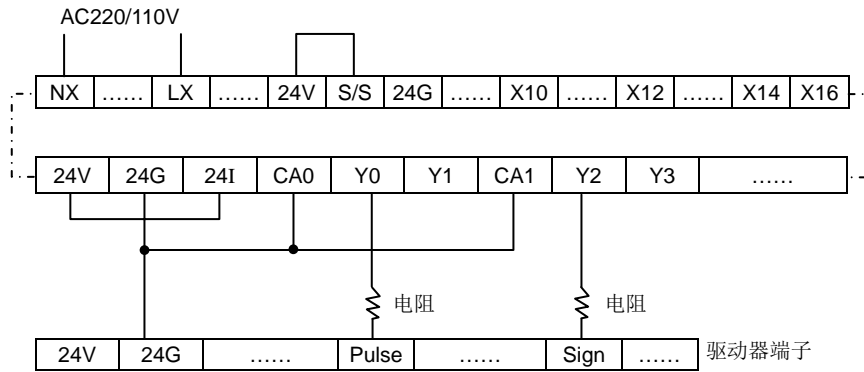 AC220/110V
NX …… LX …… 24V S/S 24G …… X10 …… X12 …… X14 X16
24V 24G 24I CA0 Y0 Y1 CA1 Y2 Y3 ……
电阻 电阻
24V 24G …… Pulse …… Sign …… 驱动器端子